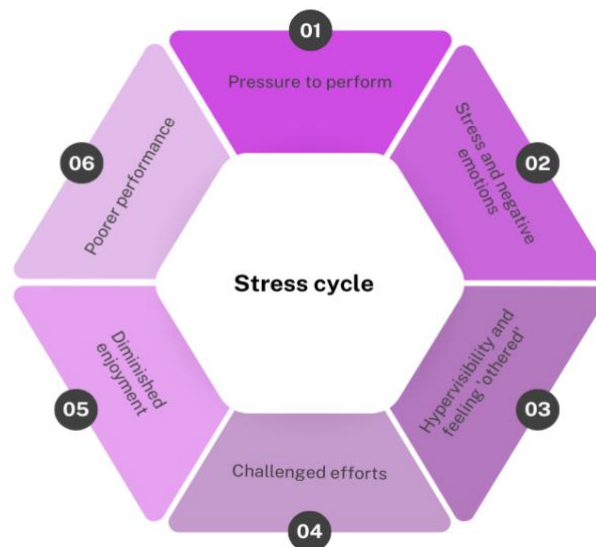 01
Pressure to perform
02
Stress and negative
emotions
03
Hypervisibility and
feeling 'othered'
04
Challenged efforts
05
Diminished
enjoyment
06
Poorer performance
Stress cycle